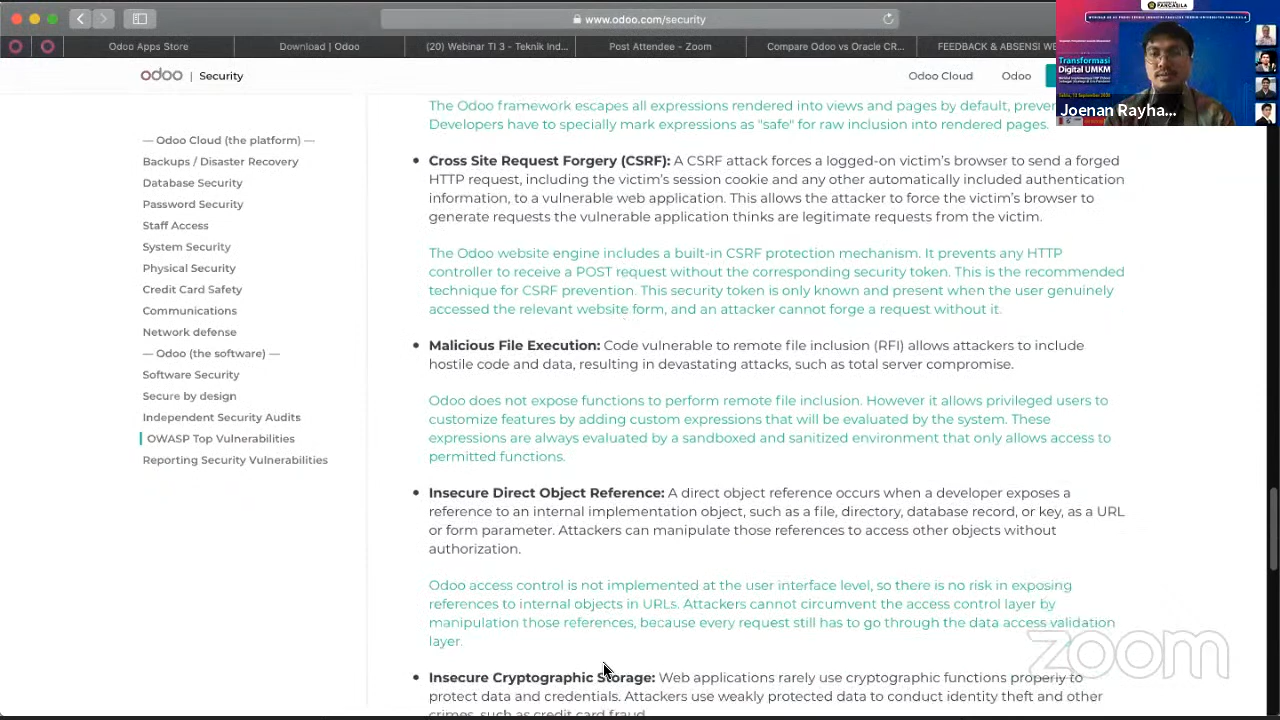 www.odoo.com/security
Odoo Apps Store
Download | Odoo
(20) Webinar TI 3 - Teknik Ind...
Post Attendee - Zoom
Compare Odoo vs Oracle CR...
FEEDBACK & ABSENSI WE
odoo | Security
Odoo Cloud
Odoo
PANCASILA
Transformasi
Digital UMKM
Joenan Rayha...
— Odoo Cloud (the platform) —
Backups / Disaster Recovery
Database Security
Password Security
Staff Access
System Security
Physical Security
Credit Card Safety
Communications
Network defense
— Odoo (the software) —
Software Security
Secure by design
Independent Security Audits
OWASP Top Vulnerabilities
Reporting Security Vulnerabilities
The Odoo framework escapes all expressions rendered into views and pages by default, preve
Developers have to specially mark expressions as "safe" for raw inclusion into rendered pages.
• Cross Site Request Forgery (CSRF): A CSRF attack forces a logged-on victim's browser to send a forged
HTTP request, including the victim's session cookie and any other automatically included authentication
information, to a vulnerable web application. This allows the attacker to force the victim's browser to
generate requests the vulnerable application thinks are legitimate requests from the victim.
The Odoo website engine includes a built-in CSRF protection mechanism. It prevents any HTTP
controller to receive a POST request without the corresponding security token. This is the recommended
technique for CSRF prevention. This security token is only known and present when the user genuinely
accessed the relevant website form, and an attacker cannot forge a request without it.
• Malicious File Execution: Code vulnerable to remote file inclusion (RFI) allows attackers to include
hostile code and data, resulting in devastating attacks, such as total server compromise.
Odoo does not expose functions to perform remote file inclusion. However it allows privileged users to
customize features by adding custom expressions that will be evaluated by the system. These
expressions are always evaluated by a sandboxed and sanitized environment that only allows access to
permitted functions.
• Insecure Direct Object Reference: A direct object reference occurs when a developer exposes a
reference to an internal implementation object, such as a file, directory, database record, or key, as a URL
or form parameter. Attackers can manipulate those references to access other objects without
authorization.
Odoo access control is not implemented at the user interface level, so there is no risk in exposing
references to internal objects in URLs. Attackers cannot circumvent the access control layer by
manipulation those references, because every request still has to go through the data access validation
layer.
• Insecure Cryptographic Storage: Web applications rarely use cryptographic functions properly to
protect data and credentials. Attackers use weakly protected data to conduct identity theft and other
crimes, such as credit card fraud.
zoom